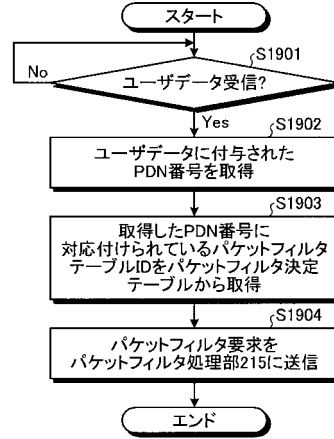 スタート
S1901
ユーザデータ受信?
No
Yes
S1902
ユーザデータに付与された
PDN番号を取得
S1903
取得したPDN番号に
対応付けられているパケットフィルタ
テーブルIDをパケットフィルタ決定
テーブルから取得
S1904
パケットフィルタ要求を
パケットフィルタ処理部215に送信
エンド